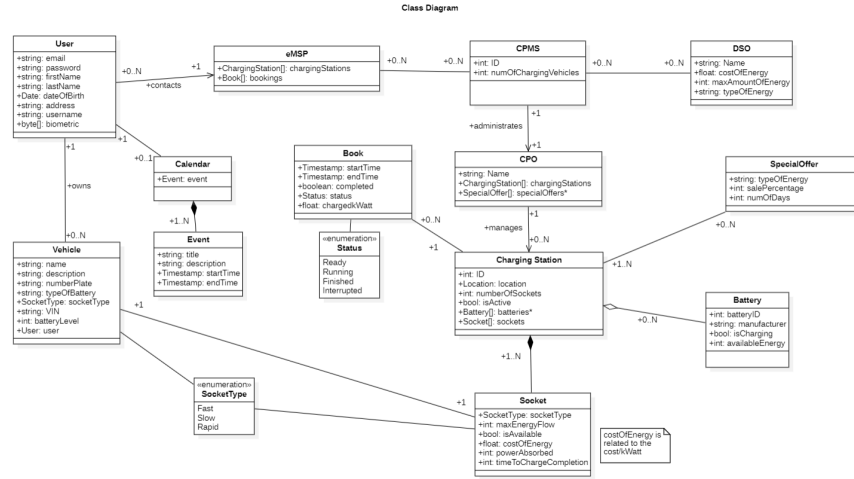 Class Diagram
User
+string: email
+string: password
+string: firstName
+string: lastName
+Date: dateOfBirth
+string: address
+string: username
+byte[]: biometric
+0..N
+1
+contacts
eMSP
+ChargingStation[]: chargingStations
+Book[]: bookings
+0..N
+0..N
CPMS
+int: ID
+int: numOfChargingVehicles
+0..N
+0..N
DSO
+string: Name
+float: costOfEnergy
+int: maxAmountOfEnergy
+string: typeOfEnergy
+1
+administrates
+1
+1
+0..1
Calendar
+Event: event
+1..N
Event
+string: title
+string: description
+Timestamp: startTime
+Timestamp: endTime
+1
+owns
+0..N
Book
+Timestamp: startTime
+Timestamp: endTime
+boolean: completed
+Status: status
+float: chargedkWatt
+0..N
+1
«enumeration»
Status
Ready
Running
Finished
Interrupted
CPO
+string: Name
+ChargingStation[]: chargingStations
+SpecialOffer[]: specialOffers*
+1
+manages
+0..N
SpecialOffer
+string: typeOfEnergy
+int: salePercentage
+int: numOfDays
+0..N
+1..N
Vehicle
+string: name
+string: description
+string: numberPlate
+string: typeOfBattery
+SocketType: socketType
+string: VIN
+int: batteryLevel
+User: user
+1
Charging Station
+int: ID
+Location: location
+int: numberOfSockets
+bool: isActive
+Battery[]: batteries*
+Socket[]: sockets
+0..N
Battery
+int: batteryID
+string: manufacturer
+bool: isCharging
+int: availableEnergy
+1..N
«enumeration»
SocketType
Fast
Slow
Rapid
+1
Socket
+SocketType: socketType
+int: maxEnergyFlow
+bool: isAvailable
+float: costOfEnergy
+int: powerAbsorbed
+int: timeToChargeCompletion
costOfEnergy is
related to the
cost/kWatt